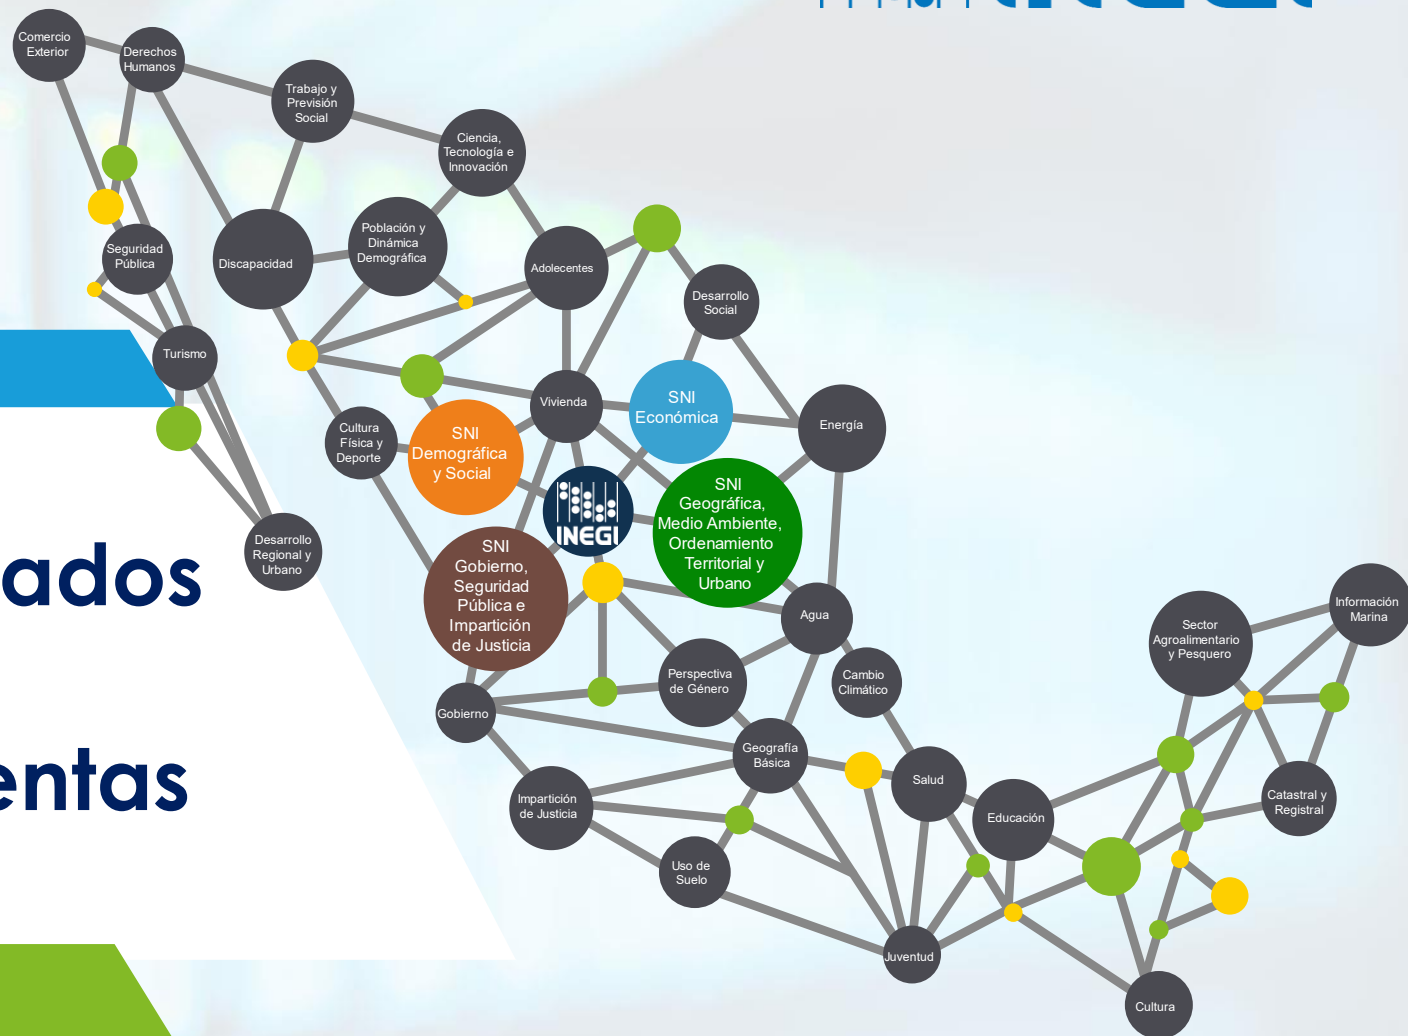 Comercio
Exterior
Derechos
Humanos
Trabajo y
Previsión
Social
Ciencia,
Tecnología e
Innovación
Seguridad
Pública
Discapacidad
Población y
Dinámica
Demográfica
Adolecentes
Desarrollo
Social
Turismo
Vivienda
SNI
Económica
Energía
Cultura
Física y
Deporte
SNI
Demográfica
y Social
INEGI
SNI
Geográfica,
Medio Ambiente,
Ordenamiento
Territorial y
Urbano
Desarrollo
Regional y
Urbano
SNI
Gobierno,
Seguridad
Pública e
Impartición
de Justicia
ados
entas
Agua
Sector
Agroalimentario
y Pesquero
Información
Marina
Perspectiva
de Género
Cambio
Climático
Gobierno
Geografía
Básica
Salud
Impartición
de Justicia
Educación
Catastral y
Registral
Uso de
Suelo
Juventud
Cultura